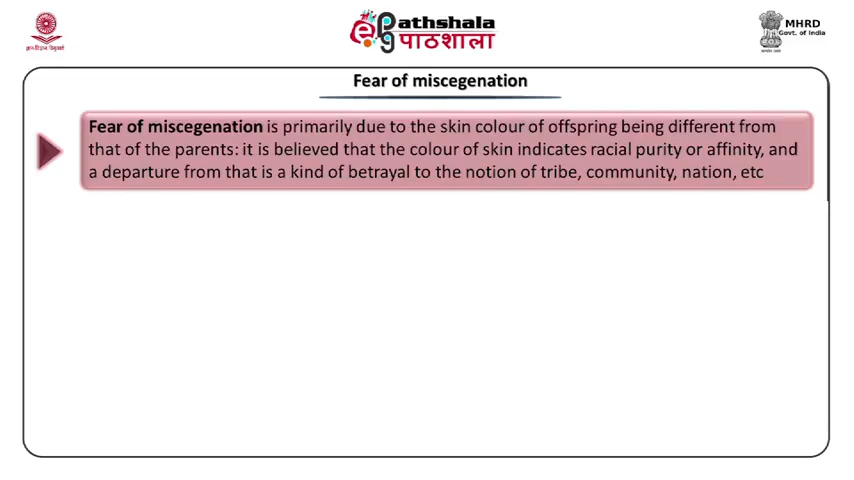 ePG Pathshala
पाठशाला
MHRD
Govt. of India
Fear of miscegenation
Fear of miscegenation is primarily due to the skin colour of offspring being different from
that of the parents: it is believed that the colour of skin indicates racial purity or affinity, and
a departure from that is a kind of betrayal to the notion of tribe, community, nation, etc